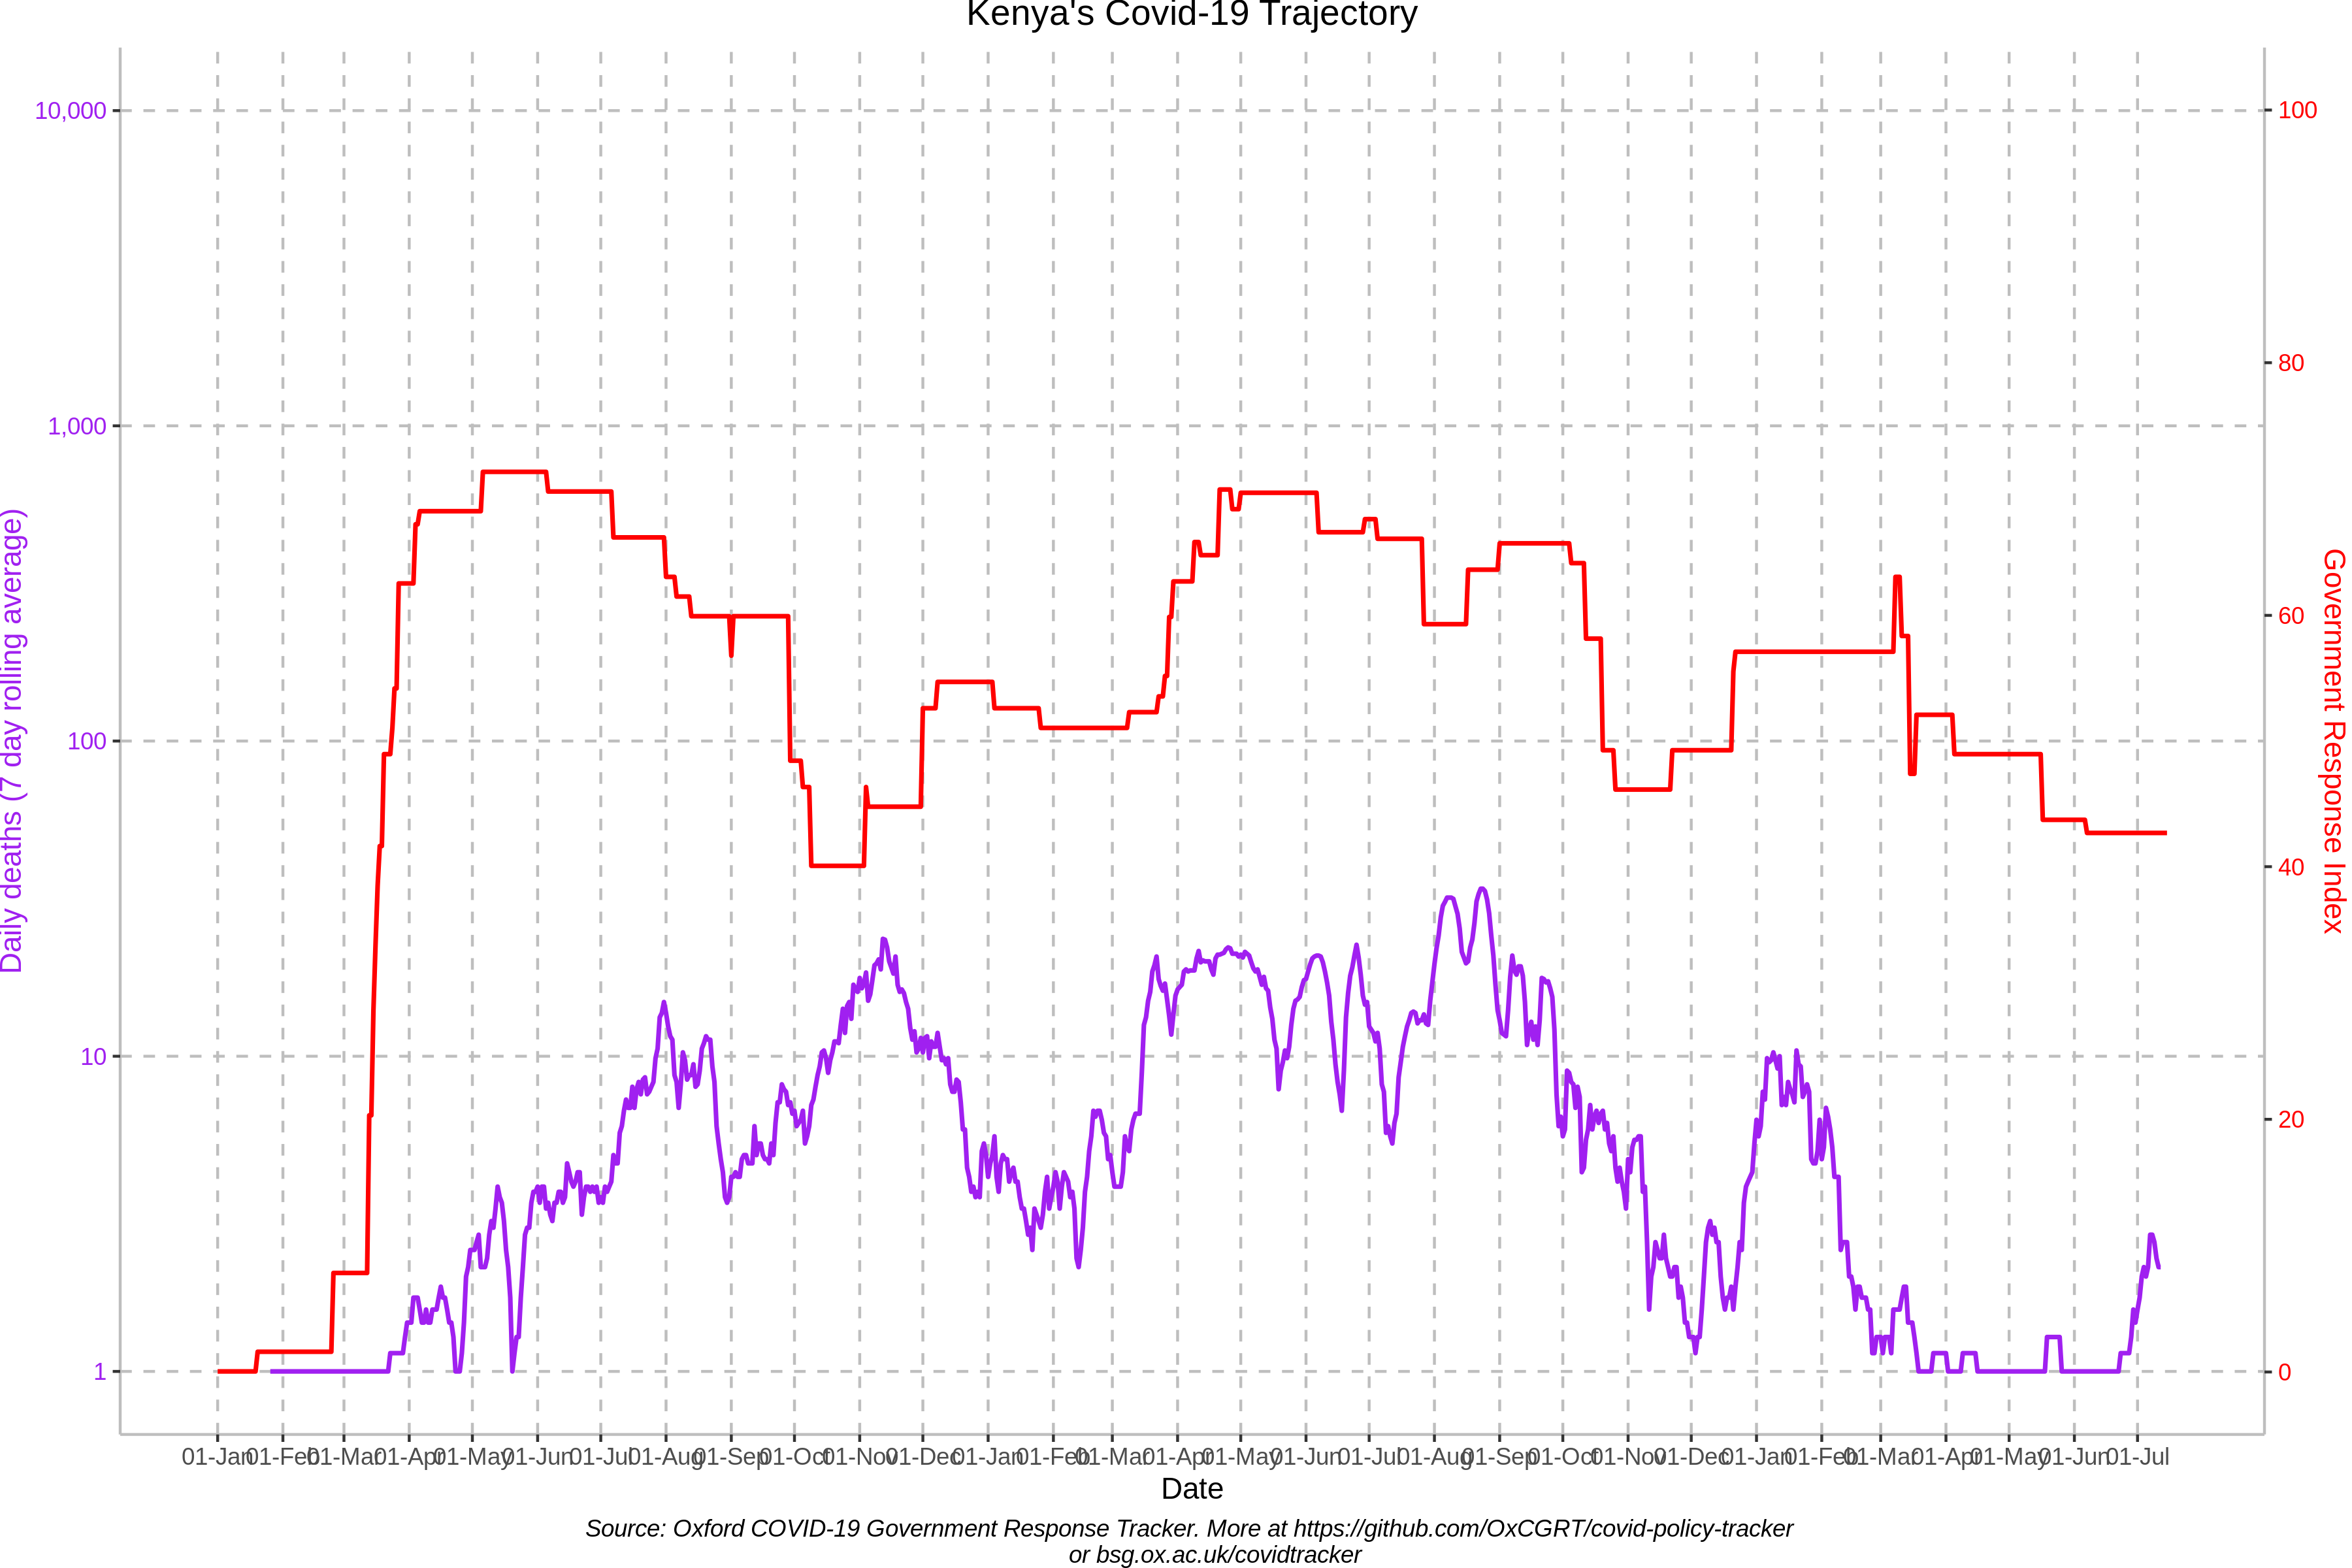 Kenya's Covid-19 Trajectory
10,000
1,000
100
10
1
Daily deaths (7 day rolling average)
100
80
60
40
20
0
Government Response Index
01-Jan 01-Feb 01-Mar 01-Apr 01-May 01-Jun 01-Jul 01-Aug 01-Sep 01-Oct 01-Nov 01-Dec 01-Jan 01-Feb 01-Mar 01-Apr 01-May 01-Jun 01-Jul 01-Aug 01-Sep 01-Oct 01-Nov 01-Dec 01-Jan 01-Feb 01-Mar 01-Apr 01-May 01-Jun 01-Jul
Date
Source: Oxford COVID-19 Government Response Tracker. More at https://github.com/OxCGRT/covid-policy-tracker
or bsg.ox.ac.uk/covidtracker